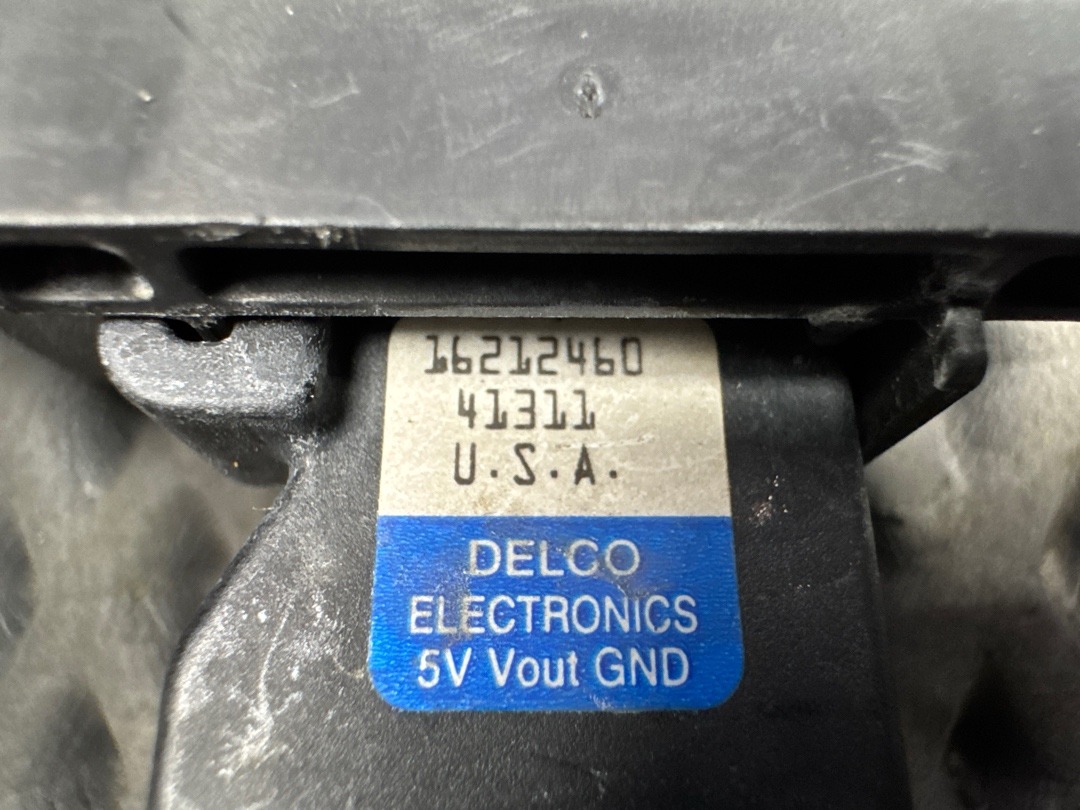 16212460
41311
U.S.A.
DELCO
ELECTRONICS
5V Vout GND